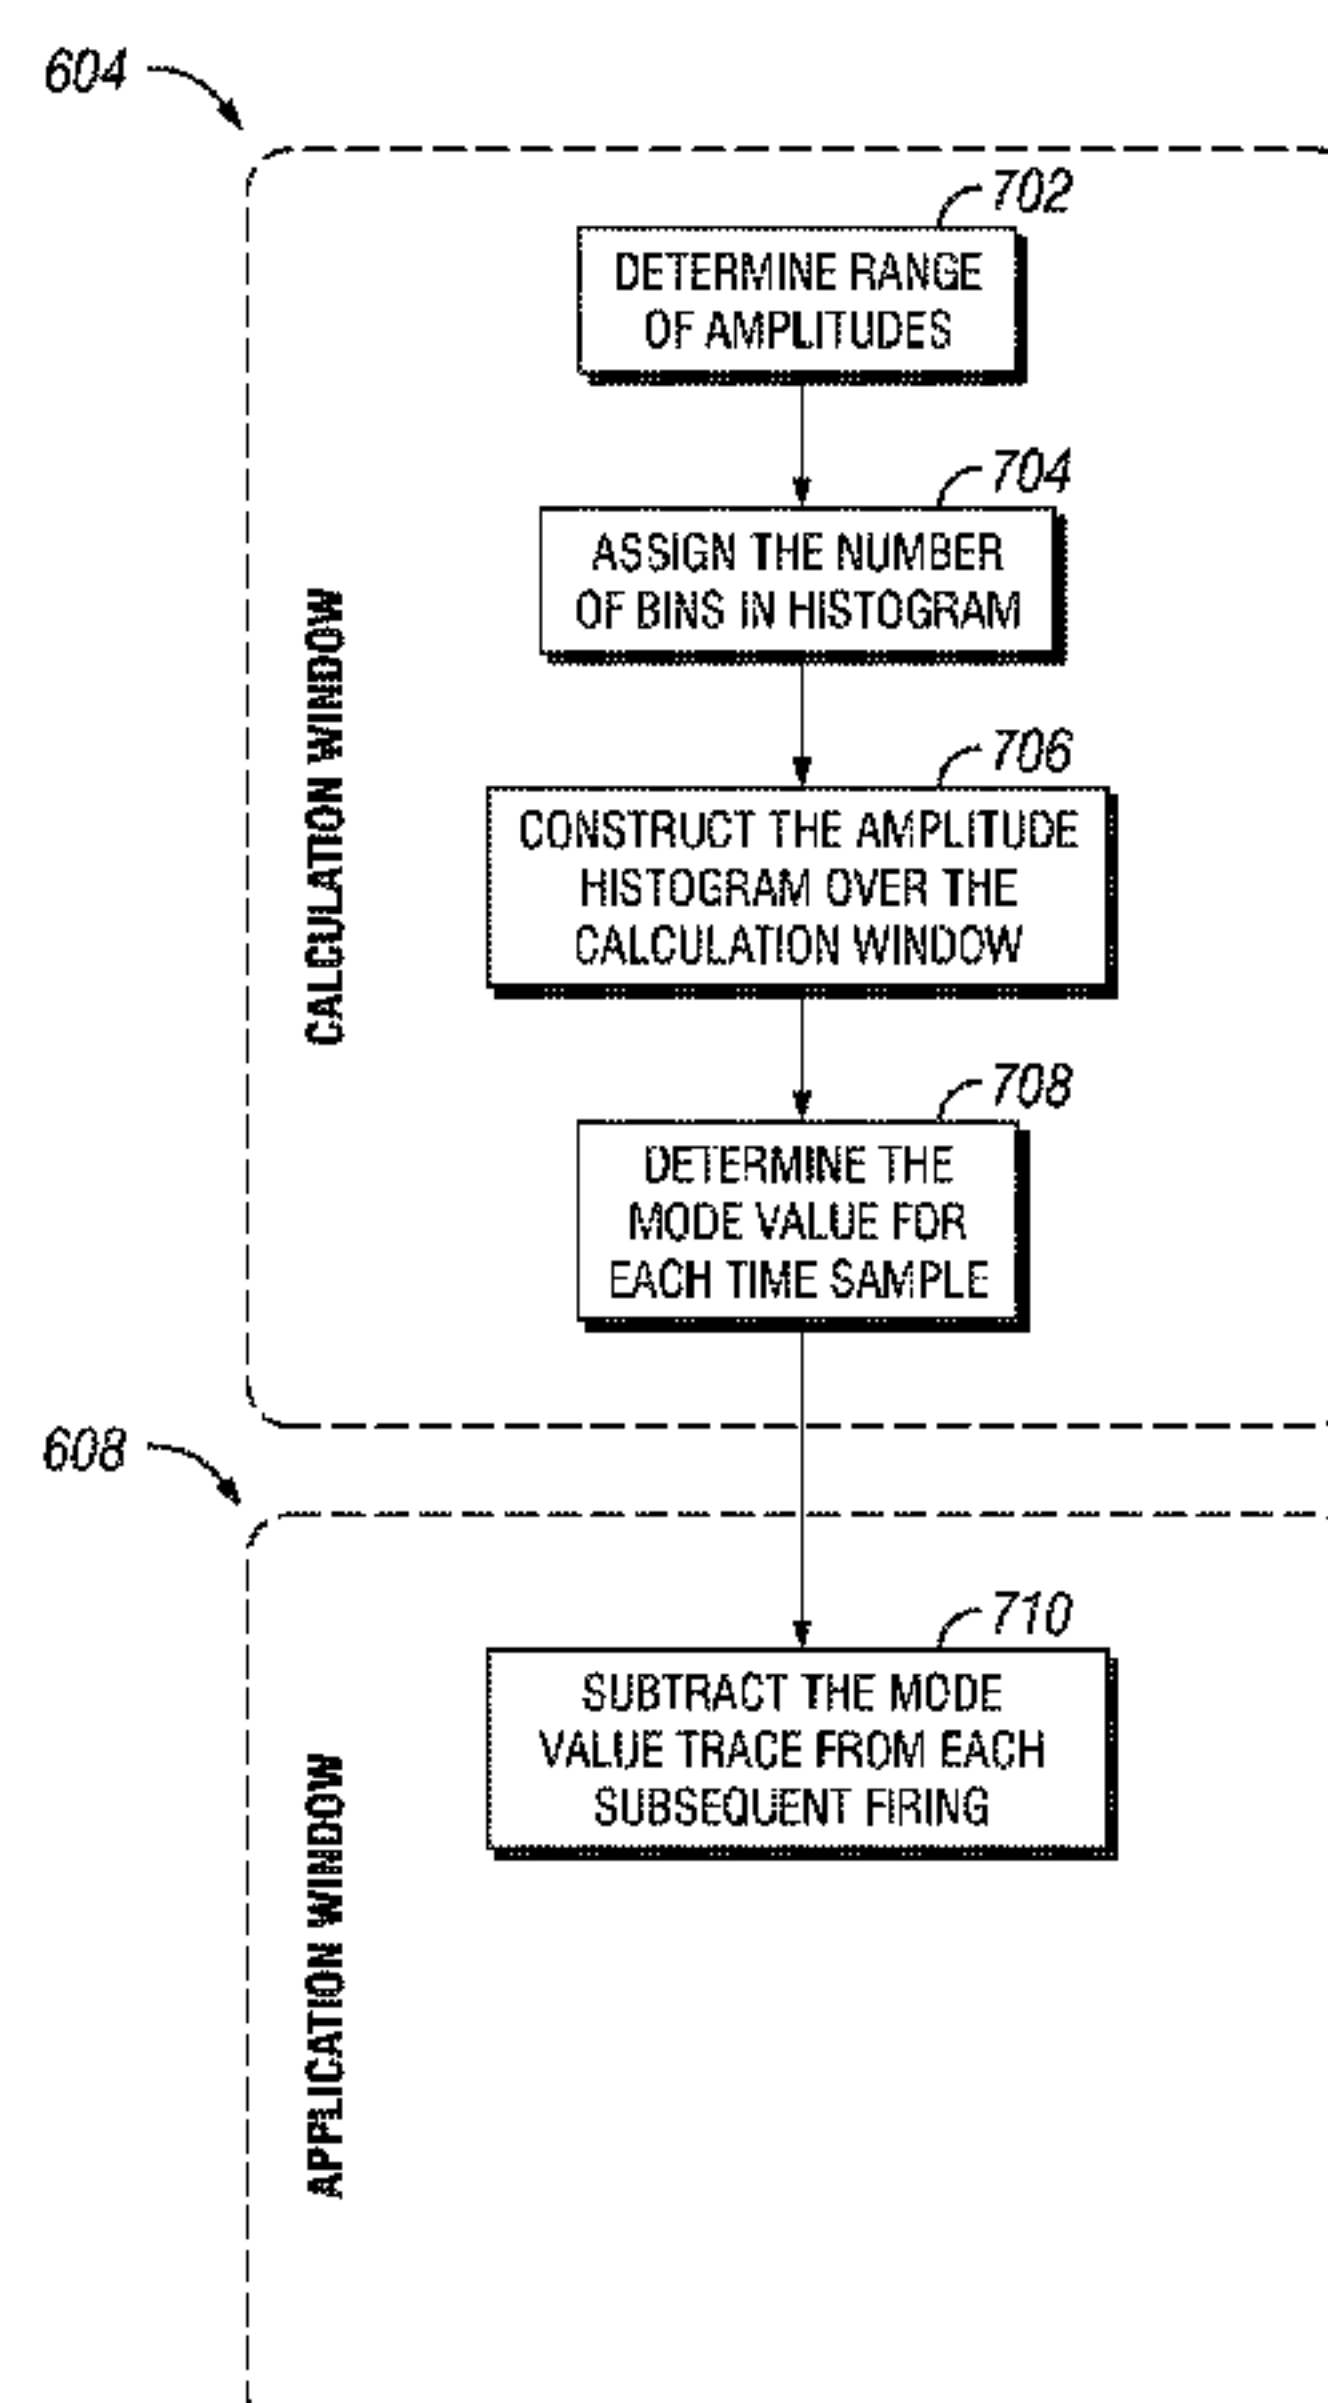 604
702
DETERMINE RANGE
OF AMPLITUDES
704
ASSIGN THE NUMBER
OF BINS IN HISTOGRAM
CALCULATION WINDOW
706
CONSTRUCT THE AMPLITUDE
HISTOGRAM OVER THE
CALCULATION WINDOW
708
DETERMINE THE
MODE VALUE FOR
EACH TIME SAMPLE
608
710
SUBTRACT THE MODE
VALUE TRACE FROM EACH
SUBSEQUENT FIRING
APPLICATION WINDOW